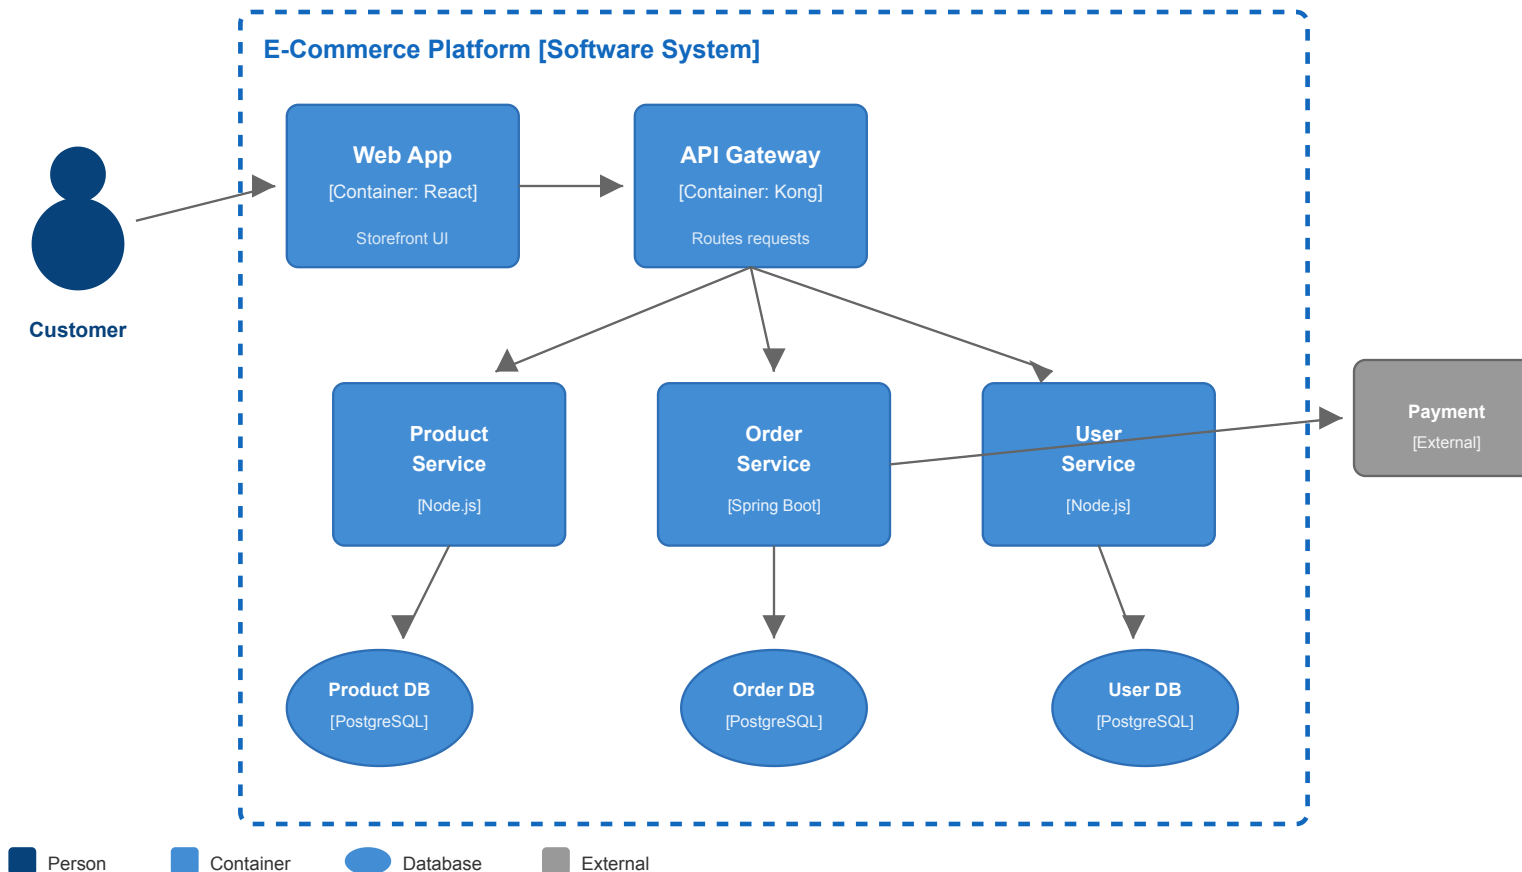 E-Commerce Platform [Software System]
Web App
[Container: React]
Storefront UI
API Gateway
[Container: Kong]
Routes requests
Customer
Product
Service
[Node.js]
Order
Service
[Spring Boot]
User
Service
[Node.js]
Payment
[External]
Product DB
[PostgreSQL]
Order DB
[PostgreSQL]
User DB
[PostgreSQL]
Person
Container
Database
External